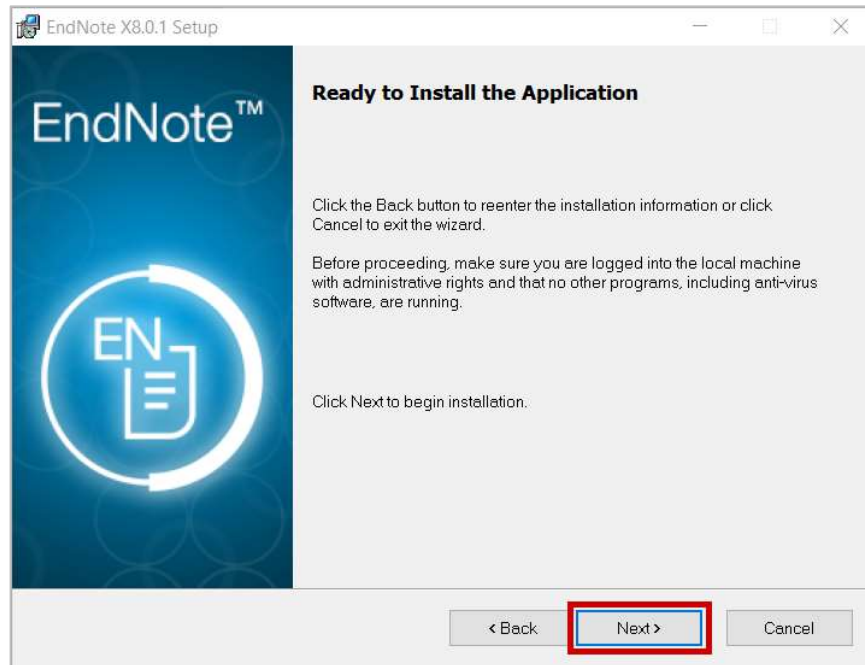 EndNote X8.0.1 Setup
EndNote™
Ready to Install the Application
Click the Back button to reenter the installation information or click
Cancel to exit the wizard.
Before proceeding, make sure you are logged into the local machine
with administrative rights and that no other programs, including anti-virus
software, are running.
EN
Click Next to begin installation.
< Back
Next >
Cancel